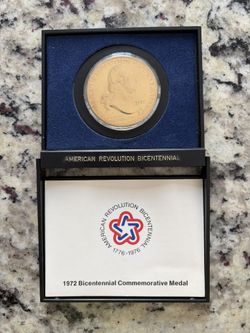 AMERICAN REVOLUTION BICENTENNIAL
AMERICAN REVOLUTION BICENTENNIAL
1776-1976
1972 Bicentennial Commemorative Medal